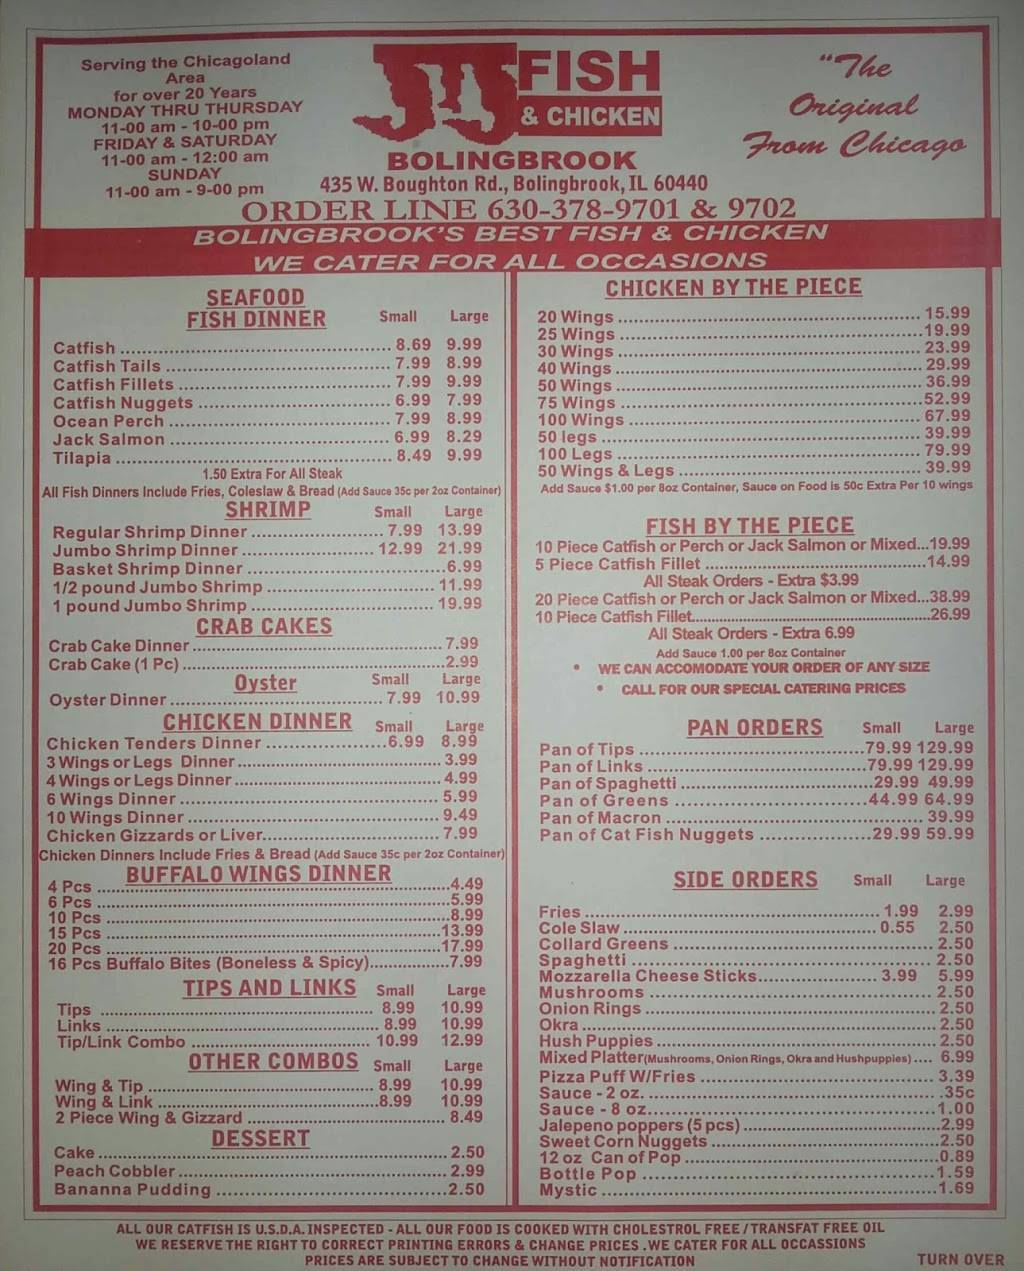 Serving the Chicagoland
Area
for over 20 Years
MONDAY THRU THURSDAY
11-00 am - 10-00 pm
FRIDAY & SATURDAY
11-00 am - 12:00 am
SUNDAY
11-00 am - 9-00 pm
JJ FISH
& CHICKEN
BOLINGBROOK
435 W. Boughton Rd., Bolingbrook, IL 60440
ORDER LINE 630-378-9701 & 9702
"The
Original
From Chicago
BOLINGBROOK'S BEST FISH & CHICKEN
WE CATER FOR ALL OCCASIONS
SEAFOOD
FISH DINNER Small Large
Catfish 8.69 9.99
Catfish Tails 7.99 8.99
Catfish Fillets 7.99 9.99
Catfish Nuggets 6.99 7.99
Ocean Perch 7.99 8.99
Jack Salmon 6.99 8.29
Tilapia 8.49 9.99
1.50 Extra For All Steak
All Fish Dinners Include Fries, Coleslaw & Bread (Add Sauce 35c per 2oz Container)
SHRIMP Small Large
Regular Shrimp Dinner 7.99 13.99
Jumbo Shrimp Dinner 12.99 21.99
Basket Shrimp Dinner 6.99
1/2 pound Jumbo Shrimp 11.99
1 pound Jumbo Shrimp 19.99
CRAB CAKES
Crab Cake Dinner 7.99
Crab Cake (1 Pc) 2.99
Oyster Small Large
Oyster Dinner 7.99 10.99
CHICKEN DINNER Small Large
Chicken Tenders Dinner 6.99 8.99
3 Wings or Legs Dinner 3.99
4 Wings or Legs Dinner 4.99
6 Wings Dinner 5.99
10 Wings Dinner 9.49
Chicken Gizzards or Liver 7.99
Chicken Dinners Include Fries & Bread (Add Sauce 35c per 2oz Container)
BUFFALO WINGS DINNER
4 Pcs 4.49
6 Pcs 5.99
10 Pcs 8.99
15 Pcs 13.99
20 Pcs 17.99
16 Pcs Buffalo Bites (Boneless & Spicy) 7.99
TIPS AND LINKS Small Large
Tips 8.99 10.99
Links 8.99 10.99
Tip/Link Combo 10.99 12.99
OTHER COMBOS Small Large
Wing & Tip 8.99 10.99
Wing & Link 8.99 10.99
2 Piece Wing & Gizzard 8.49
DESSERT
Cake 2.50
Peach Cobbler 2.99
Bananna Pudding 2.50
CHICKEN BY THE PIECE
20 Wings 15.99
25 Wings 19.99
30 Wings 23.99
40 Wings 29.99
50 Wings 36.99
75 Wings 52.99
100 Wings 67.99
50 legs 39.99
100 Legs 79.99
50 Wings & Legs 39.99
Add Sauce $1.00 per 8oz Container, Sauce on Food is 50c Extra Per 10 wings
FISH BY THE PIECE
10 Piece Catfish or Perch or Jack Salmon or Mixed...19.99
5 Piece Catfish Fillet 14.99
All Steak Orders - Extra $3.99
20 Piece Catfish or Perch or Jack Salmon or Mixed...38.99
10 Piece Catfish Fillet 26.99
All Steak Orders - Extra 6.99
Add Sauce 1.00 per 8oz Container
• WE CAN ACCOMODATE YOUR ORDER OF ANY SIZE
• CALL FOR OUR SPECIAL CATERING PRICES
PAN ORDERS Small Large
Pan of Tips 79.99 129.99
Pan of Links 79.99 129.99
Pan of Spaghetti 29.99 49.99
Pan of Greens 44.99 64.99
Pan of Macron 39.99
Pan of Cat Fish Nuggets 29.99 59.99
SIDE ORDERS Small Large
Fries 1.99 2.99
Cole Slaw 0.55 2.50
Collard Greens 2.50
Spaghetti 2.50
Mozzarella Cheese Sticks 3.99 5.99
Mushrooms 2.50
Onion Rings 2.50
Okra 2.50
Hush Puppies 2.50
Mixed Platter(Mushrooms, Onion Rings, Okra and Hushpuppies) .... 6.99
Pizza Puff W/Fries 3.39
Sauce - 2 oz. .35c
Sauce - 8 oz. 1.00
Jalepeno poppers (5 pcs) 2.99
Sweet Corn Nuggets 2.50
12 oz Can of Pop 0.89
Bottle Pop 1.59
Mystic 1.69
ALL OUR CATFISH IS U.S.D.A. INSPECTED - ALL OUR FOOD IS COOKED WITH CHOLESTROL FREE / TRANSFAT FREE OIL
WE RESERVE THE RIGHT TO CORRECT PRINTING ERRORS & CHANGE PRICES .WE CATER FOR ALL OCCASSIONS
PRICES ARE SUBJECT TO CHANGE WITHOUT NOTIFICATION
TURN OVER